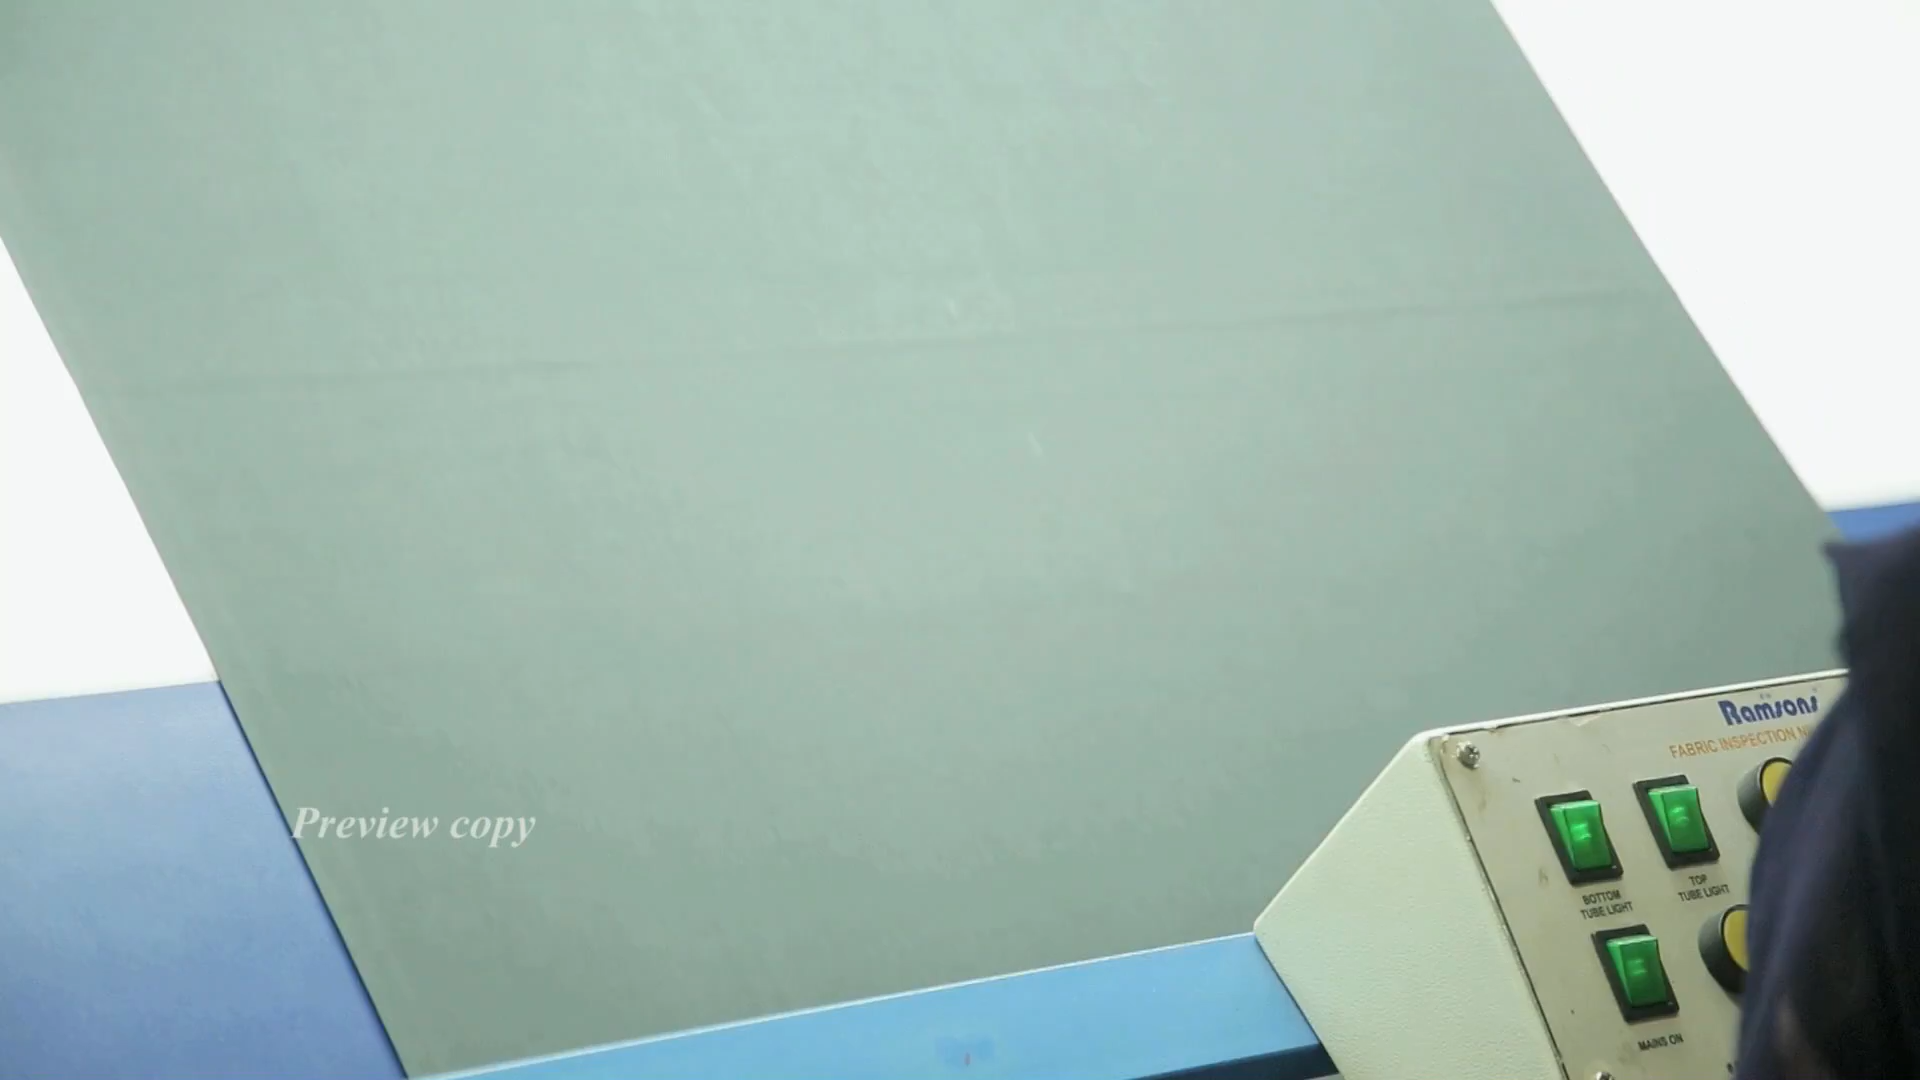 Ramsons
FABRIC INSPECTION
BOTTOM
TUBE LIGHT
TOP
TUBE LIGHT
MAINS ON
Preview copy